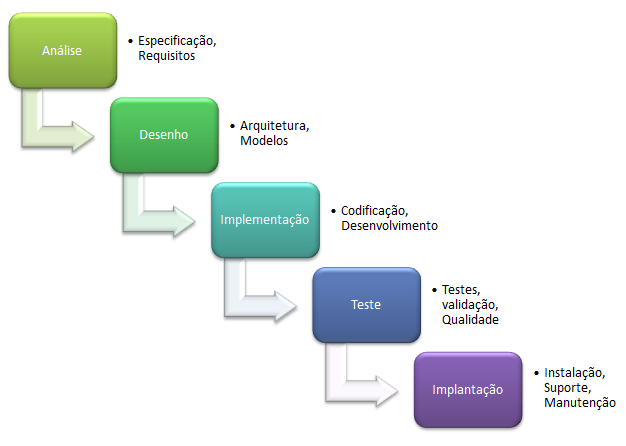 Análise
• Especificação,
Requisitos
Desenho
• Arquitetura,
Modelos
Implementação
• Codificação,
Desenvolvimento
Teste
• Testes,
validação,
Qualidade
Implantação
• Instalação,
Suporte,
Manutenção